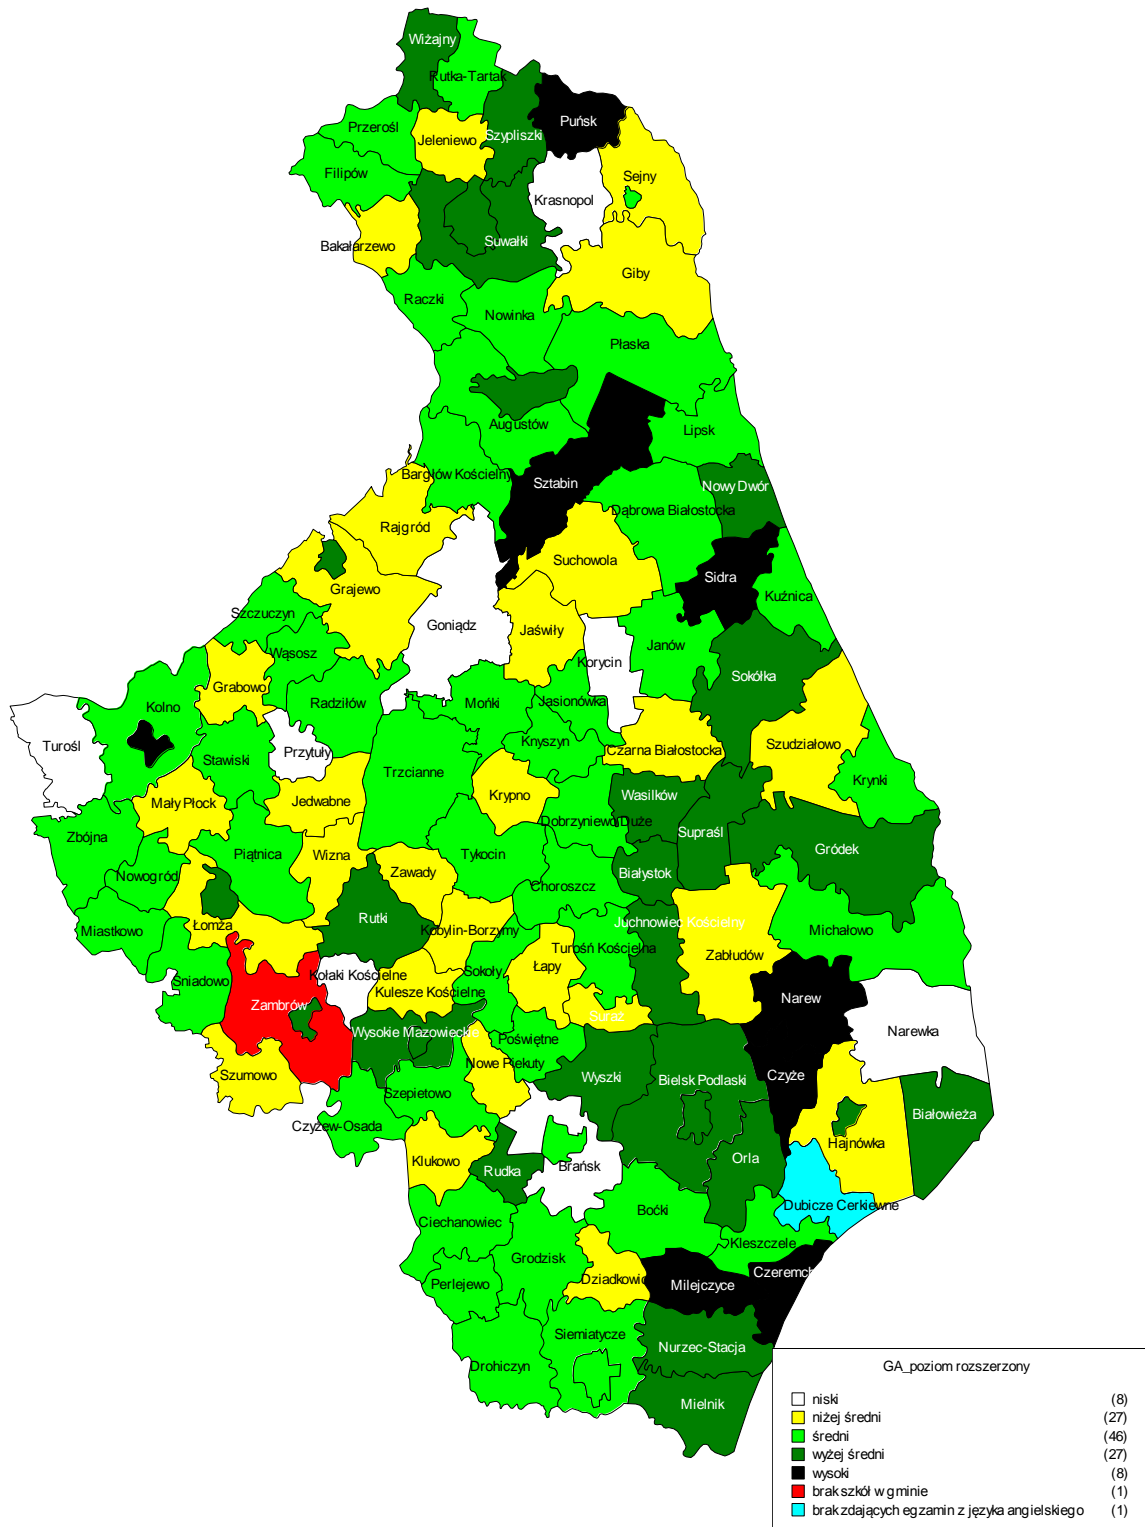 Wiżajny
Rutka-Tartak
Puńsk
Przerośl
Szypliszki
Jeleniewo
Filipów
Sejny
Krasnopol
Bakałarzewo
Suwałki
Giby
Raczki
Nowinka
Płaska
Augustów
Lipsk
Bargłów Kościelny
Sztabin
Nowy Dwór
Dąbrowa Białostocka
Rajgród
Suchowola
Sidra
Grajewo
Kuźnica
Szczuczyn
Goniądz
Jaświły
Janów
Wąsosz
Korycin
Sokółka
Grabowo
Kolno
Radziłów
Mońki
Jasionówka
Turośl
Przytuły
Knyszyn
Czarna Białostocka
Szudziałowo
Stawiski
Trzcianne
Krynki
Mały Płock
Jedwabne
Krypno
Wasilków
Zbójna
Dobrzyniewo Duże
Supraśl
Piątnica
Wizna
Tykocin
Gródek
Nowogród
Zawady
Białystok
Choroszcz
Rutki
Łomża
Miastkowo
Kobylin-Borzymy
Juchnowiec Kościelny
Michałowo
Turośń Kościelna
Zabłudów
Śniadowo
Kołaki Kościelne
Sokoły
Łapy
Kulesze Kościelne
Zambrów
Narew
Suraż
Wysokie Mazowieckie
Narewka
Poświętne
Nowe Piekuty
Szumowo
Wyszki
Bielsk Podlaski
Czyże
Szepietowo
Białowieża
Czyżew-Osada
Hajnówka
Klukowo
Rudka
Brańsk
Orla
Dubicze Cerkiewne
Boćki
Ciechanowiec
Kleszczele
Grodzisk
Czeremch
Perlejewo
Dziadkowic
Milejczyce
Siemiatycze
Nurzec-Stacja
Drohiczyn
Mielnik
GA_poziom rozszerzony
niski (8)
niżej średni (27)
średni (46)
wyżej średni (27)
wysoki (8)
brak szkół w gminie (1)
brak zdających egzamin z języka angielskiego (1)